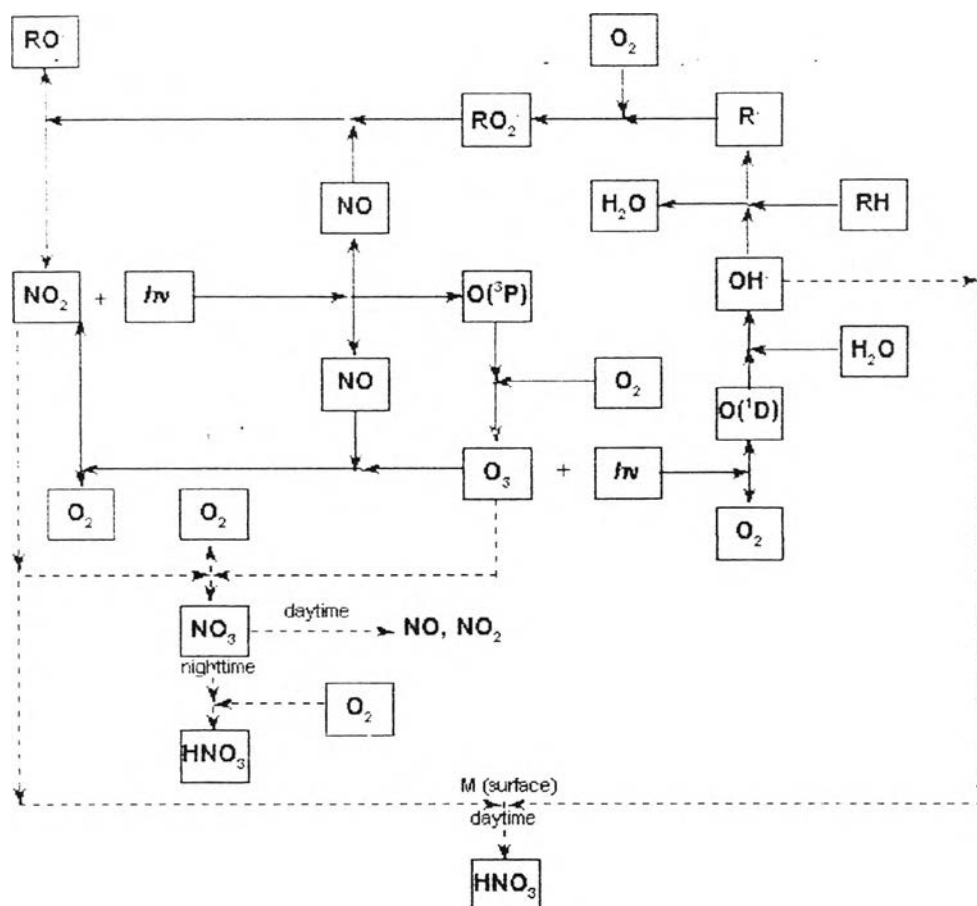 RO·
O₂
RO₂·
R·
NO
H₂O
RH
NO₂ + hν
O(³P)
OH·
NO
O₂
H₂O
O(¹D)
O₃ + hν
O₂
O₂
O₂
NO₃
daytime
NO, NO₂
nighttime
O₂
HNO₃
M (surface)
daytime
HNO₃